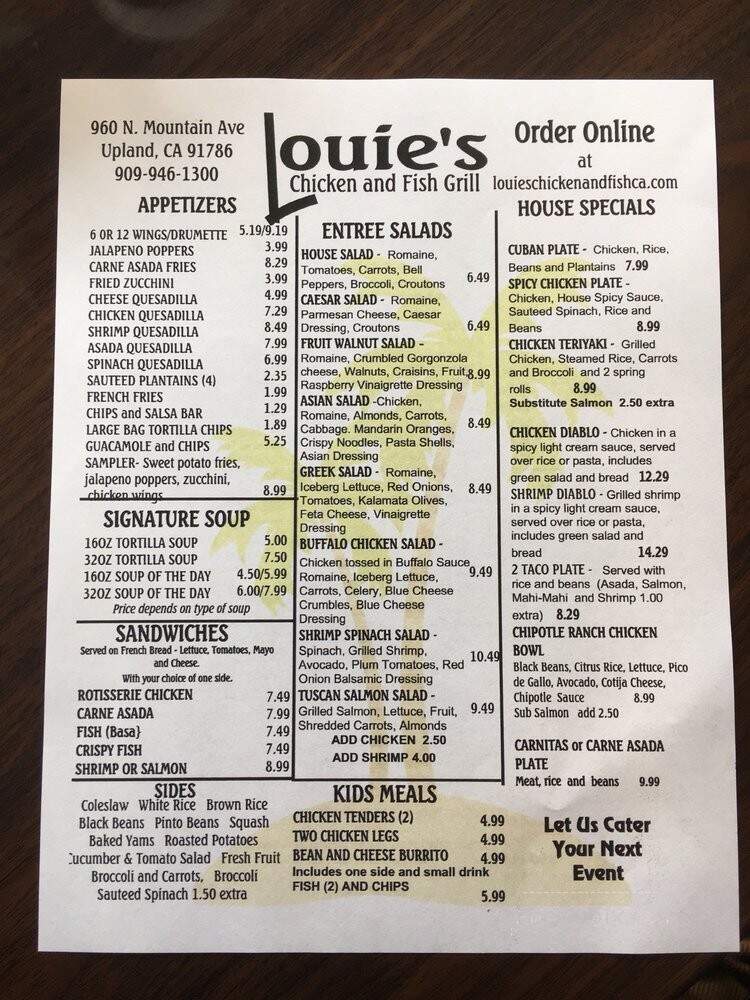 960 N. Mountain Ave
Upland, CA 91786
909-946-1300
Louie's
Chicken and Fish Grill
Order Online
at
louieschickenandfishca.com
APPETIZERS
6 OR 12 WINGS/DRUMETTE 5.19/9.19
JALAPENO POPPERS 3.99
CARNE ASADA FRIES 8.29
FRIED ZUCCHINI 3.99
CHEESE QUESADILLA 4.99
CHICKEN QUESADILLA 7.29
SHRIMP QUESADILLA 8.49
ASADA QUESADILLA 7.99
SPINACH QUESADILLA 6.99
SAUTEED PLANTAINS (4) 2.35
FRENCH FRIES 1.99
CHIPS and SALSA BAR 1.29
LARGE BAG TORTILLA CHIPS 1.89
GUACAMOLE and CHIPS 5.25
SAMPLER- Sweet potato fries,
jalapeno poppers, zucchini,
chicken wings 8.99
SIGNATURE SOUP
16OZ TORTILLA SOUP 5.00
32OZ TORTILLA SOUP 7.50
16OZ SOUP OF THE DAY 4.50/5.99
32OZ SOUP OF THE DAY 6.00/7.99
Price depends on type of soup
SANDWICHES
Served on French Bread - Lettuce, Tomatoes, Mayo
and Cheese.
With your choice of one side.
ROTISSERIE CHICKEN 7.49
CARNE ASADA 7.99
FISH (Basa} 7.49
CRISPY FISH 7.49
SHRIMP OR SALMON 8.99
SIDES
Coleslaw White Rice Brown Rice
Black Beans Pinto Beans Squash
Baked Yams Roasted Potatoes
Cucumber & Tomato Salad Fresh Fruit
Broccoli and Carrots, Broccoli
Sauteed Spinach 1.50 extra
ENTREE SALADS
HOUSE SALAD - Romaine,
Tomatoes, Carrots, Bell
Peppers, Broccoli, Croutons 6.49
CAESAR SALAD - Romaine,
Parmesan Cheese, Caesar
Dressing, Croutons 6.49
FRUIT WALNUT SALAD -
Romaine, Crumbled Gorgonzola
cheese, Walnuts, Craisins, Fruit, 8.99
Raspberry Vinaigrette Dressing
ASIAN SALAD -Chicken,
Romaine, Almonds, Carrots,
Cabbage. Mandarin Oranges, 8.49
Crispy Noodles, Pasta Shells,
Asian Dressing
GREEK SALAD - Romaine,
Iceberg Lettuce, Red Onions, 8.49
Tomatoes, Kalamata Olives,
Feta Cheese, Vinaigrette
Dressing
BUFFALO CHICKEN SALAD -
Chicken tossed in Buffalo Sauce
Romaine, Iceberg Lettuce, 9.49
Carrots, Celery, Blue Cheese
Crumbles, Blue Cheese
Dressing
SHRIMP SPINACH SALAD -
Spinach, Grilled Shrimp,
Avocado, Plum Tomatoes, Red 10.49
Onion Balsamic Dressing
TUSCAN SALMON SALAD -
Grilled Salmon, Lettuce, Fruit, 9.49
Shredded Carrots, Almonds
ADD CHICKEN 2.50
ADD SHRIMP 4.00
KIDS MEALS
CHICKEN TENDERS (2) 4.99
TWO CHICKEN LEGS 4.99
BEAN AND CHEESE BURRITO 4.99
Includes one side and small drink
FISH (2) AND CHIPS 5.99
HOUSE SPECIALS
CUBAN PLATE - Chicken, Rice,
Beans and Plantains 7.99
SPICY CHICKEN PLATE -
Chicken, House Spicy Sauce,
Sauteed Spinach, Rice and
Beans 8.99
CHICKEN TERIYAKI - Grilled
Chicken, Steamed Rice, Carrots
and Broccoli and 2 spring
rolls 8.99
Substitute Salmon 2.50 extra
CHICKEN DIABLO - Chicken in a
spicy light cream sauce, served
over rice or pasta, includes
green salad and bread 12.29
SHRIMP DIABLO - Grilled shrimp
in a spicy light cream sauce,
served over rice or pasta,
includes green salad and
bread 14.29
2 TACO PLATE - Served with
rice and beans (Asada, Salmon,
Mahi-Mahi and Shrimp 1.00
extra) 8.29
CHIPOTLE RANCH CHICKEN
BOWL
Black Beans, Citrus Rice, Lettuce, Pico
de Gallo, Avocado, Cotija Cheese,
Chipotle Sauce 8.99
Sub Salmon add 2.50
CARNITAS or CARNE ASADA
PLATE
Meat, rice and beans 9.99
Let Us Cater
Your Next
Event